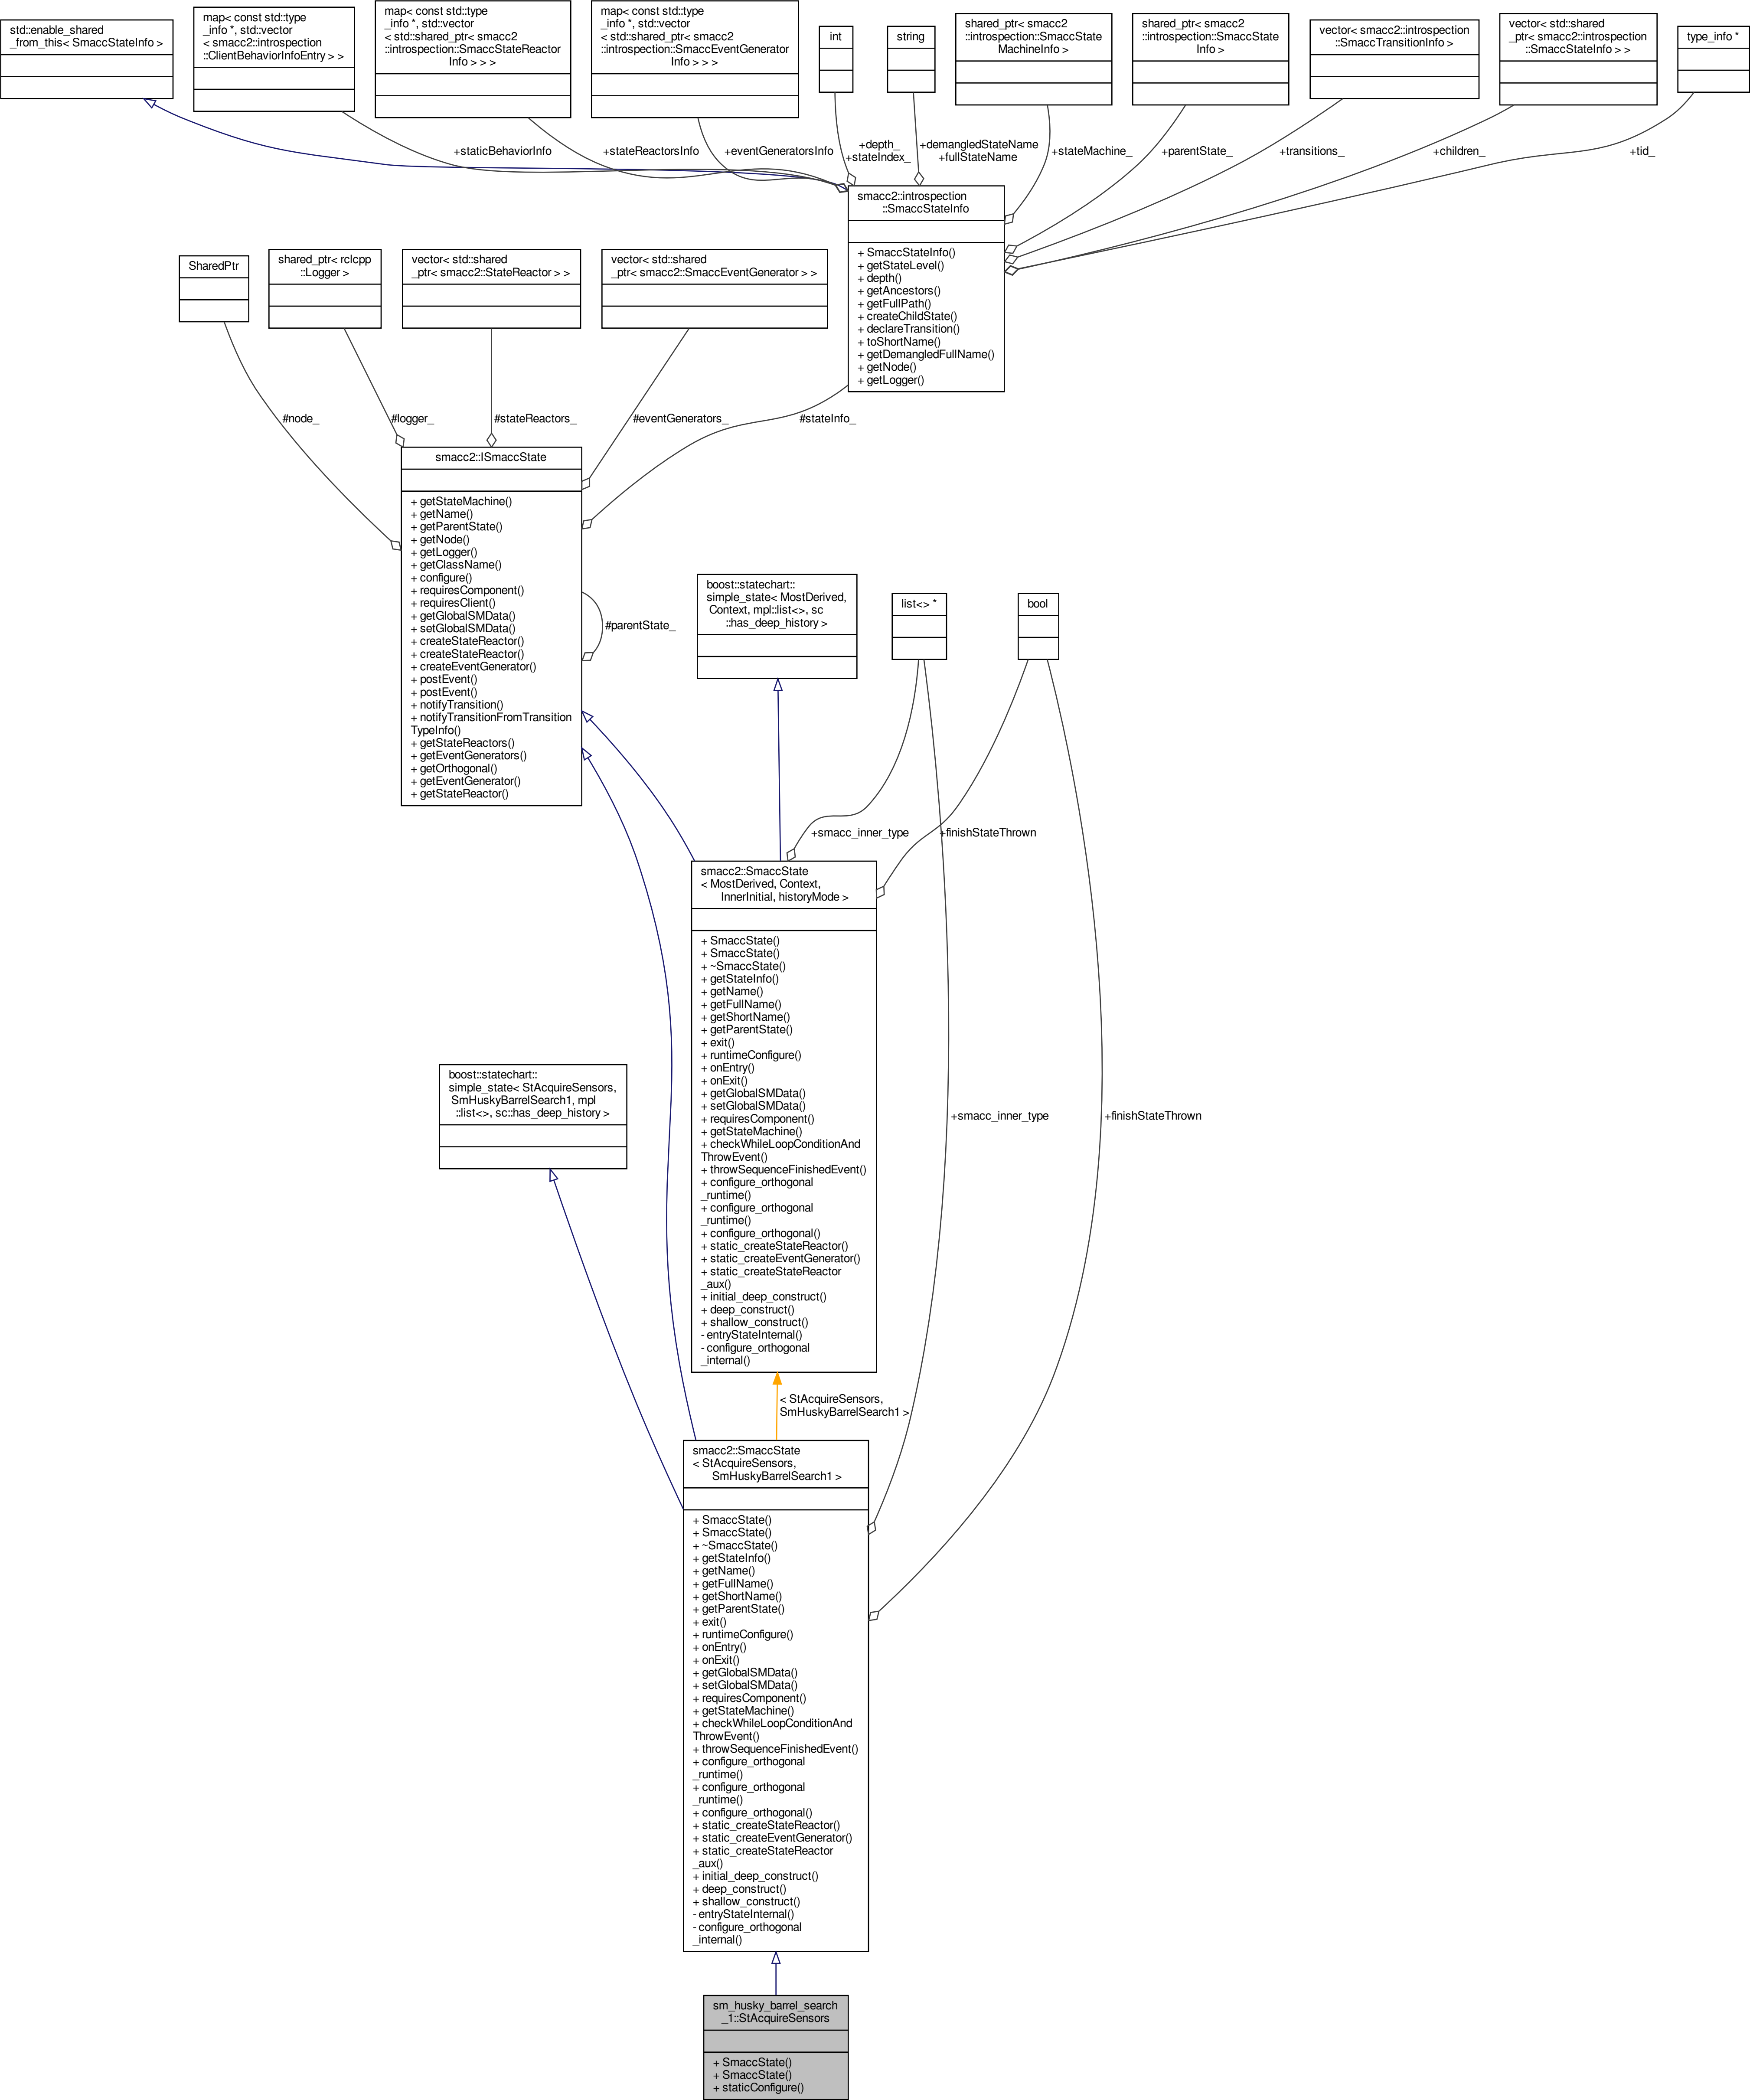 std::enable_shared
_from_this< SmaccStateInfo >
map< const std::type
_info *, std::vector
< smacc2::introspection
::ClientBehaviorInfoEntry > >
map< const std::type
_info *, std::vector
< std::shared_ptr< smacc2
::introspection::SmaccStateReactor
Info > > >
map< const std::type
_info *, std::vector
< std::shared_ptr< smacc2
::introspection::SmaccEventGenerator
Info > > >
int
string
shared_ptr< smacc2
::introspection::SmaccState
MachineInfo >
shared_ptr< smacc2
::introspection::SmaccState
Info >
vector< smacc2::introspection
::SmaccTransitionInfo >
vector< std::shared
_ptr< smacc2::introspection
::SmaccStateInfo > >
type_info *
+staticBehaviorInfo
+stateReactorsInfo
+eventGeneratorsInfo
+depth_
+stateIndex_
+demangledStateName
+fullStateName
+stateMachine_
+parentState_
+transitions_
+children_
+tid_
smacc2::introspection
::SmaccStateInfo
+ SmaccStateInfo()
+ getStateLevel()
+ depth()
+ getAncestors()
+ getFullPath()
+ createChildState()
+ declareTransition()
+ toShortName()
+ getDemangledFullName()
+ getNode()
+ getLogger()
SharedPtr
shared_ptr< rclcpp
::Logger >
vector< std::shared
_ptr< smacc2::StateReactor > >
vector< std::shared
_ptr< smacc2::SmaccEventGenerator > >
#node_
#logger_
#stateReactors_
#eventGenerators_
#stateInfo_
smacc2::ISmaccState
+ getStateMachine()
+ getName()
+ getParentState()
+ getNode()
+ getLogger()
+ getClassName()
+ configure()
+ requiresComponent()
+ requiresClient()
+ getGlobalSMData()
+ setGlobalSMData()
+ createStateReactor()
+ createStateReactor()
+ createEventGenerator()
+ postEvent()
+ postEvent()
+ notifyTransition()
+ notifyTransitionFromTransition
TypeInfo()
+ getStateReactors()
+ getEventGenerators()
+ getOrthogonal()
+ getEventGenerator()
+ getStateReactor()
#parentState_
boost::statechart::
simple_state< MostDerived,
Context, mpl::list<>, sc
::has_deep_history >
list<> *
bool
+smacc_inner_type
+finishStateThrown
smacc2::SmaccState
< MostDerived, Context,
InnerInitial, historyMode >
+ SmaccState()
+ SmaccState()
+ ~SmaccState()
+ getStateInfo()
+ getName()
+ getFullName()
+ getShortName()
+ getParentState()
+ exit()
+ runtimeConfigure()
+ onEntry()
+ onExit()
+ getGlobalSMData()
+ setGlobalSMData()
+ requiresComponent()
+ getStateMachine()
+ checkWhileLoopConditionAnd
ThrowEvent()
+ throwSequenceFinishedEvent()
+ configure_orthogonal
_runtime()
+ configure_orthogonal
_runtime()
+ configure_orthogonal()
+ static_createStateReactor()
+ static_createEventGenerator()
+ static_createStateReactor
_aux()
+ initial_deep_construct()
+ deep_construct()
+ shallow_construct()
- entryStateInternal()
- configure_orthogonal
_internal()
boost::statechart::
simple_state< StAcquireSensors,
SmHuskyBarrelSearch1, mpl
::list<>, sc::has_deep_history >
+smacc_inner_type
+finishStateThrown
< StAcquireSensors,
SmHuskyBarrelSearch1 >
smacc2::SmaccState
< StAcquireSensors,
SmHuskyBarrelSearch1 >
+ SmaccState()
+ SmaccState()
+ ~SmaccState()
+ getStateInfo()
+ getName()
+ getFullName()
+ getShortName()
+ getParentState()
+ exit()
+ runtimeConfigure()
+ onEntry()
+ onExit()
+ getGlobalSMData()
+ setGlobalSMData()
+ requiresComponent()
+ getStateMachine()
+ checkWhileLoopConditionAnd
ThrowEvent()
+ throwSequenceFinishedEvent()
+ configure_orthogonal
_runtime()
+ configure_orthogonal
_runtime()
+ configure_orthogonal()
+ static_createStateReactor()
+ static_createEventGenerator()
+ static_createStateReactor
_aux()
+ initial_deep_construct()
+ deep_construct()
+ shallow_construct()
- entryStateInternal()
- configure_orthogonal
_internal()
sm_husky_barrel_search
_1::StAcquireSensors
+ SmaccState()
+ SmaccState()
+ staticConfigure()